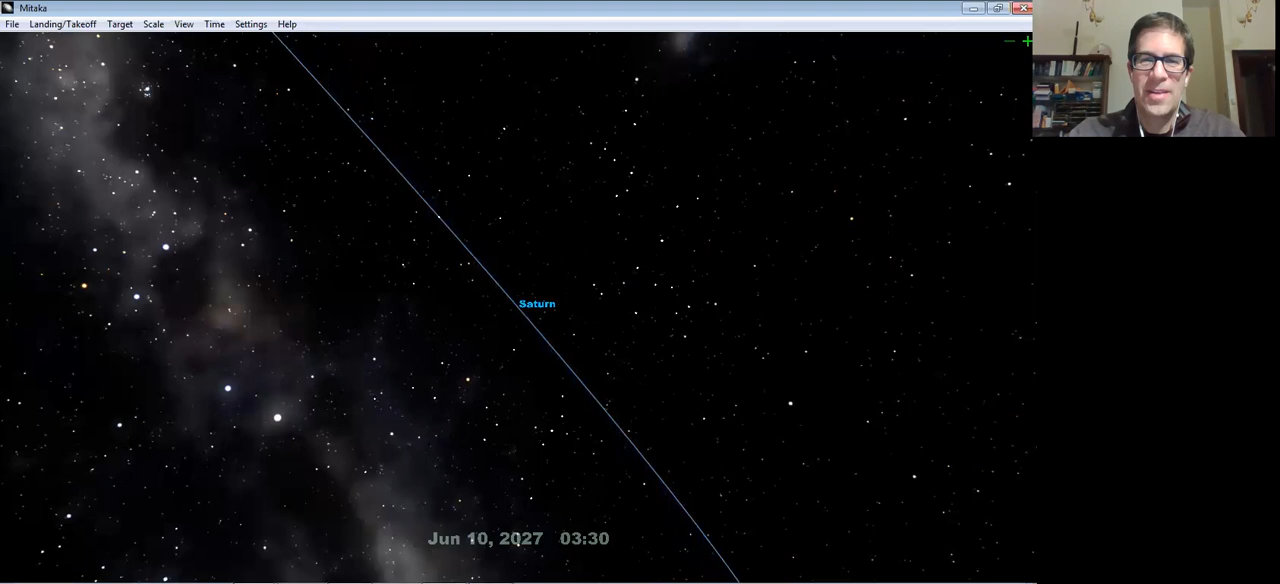 Mitaka
File Landing/Takeoff Target Scale View Time Settings Help
Saturn
Jun 10, 2027 03:30